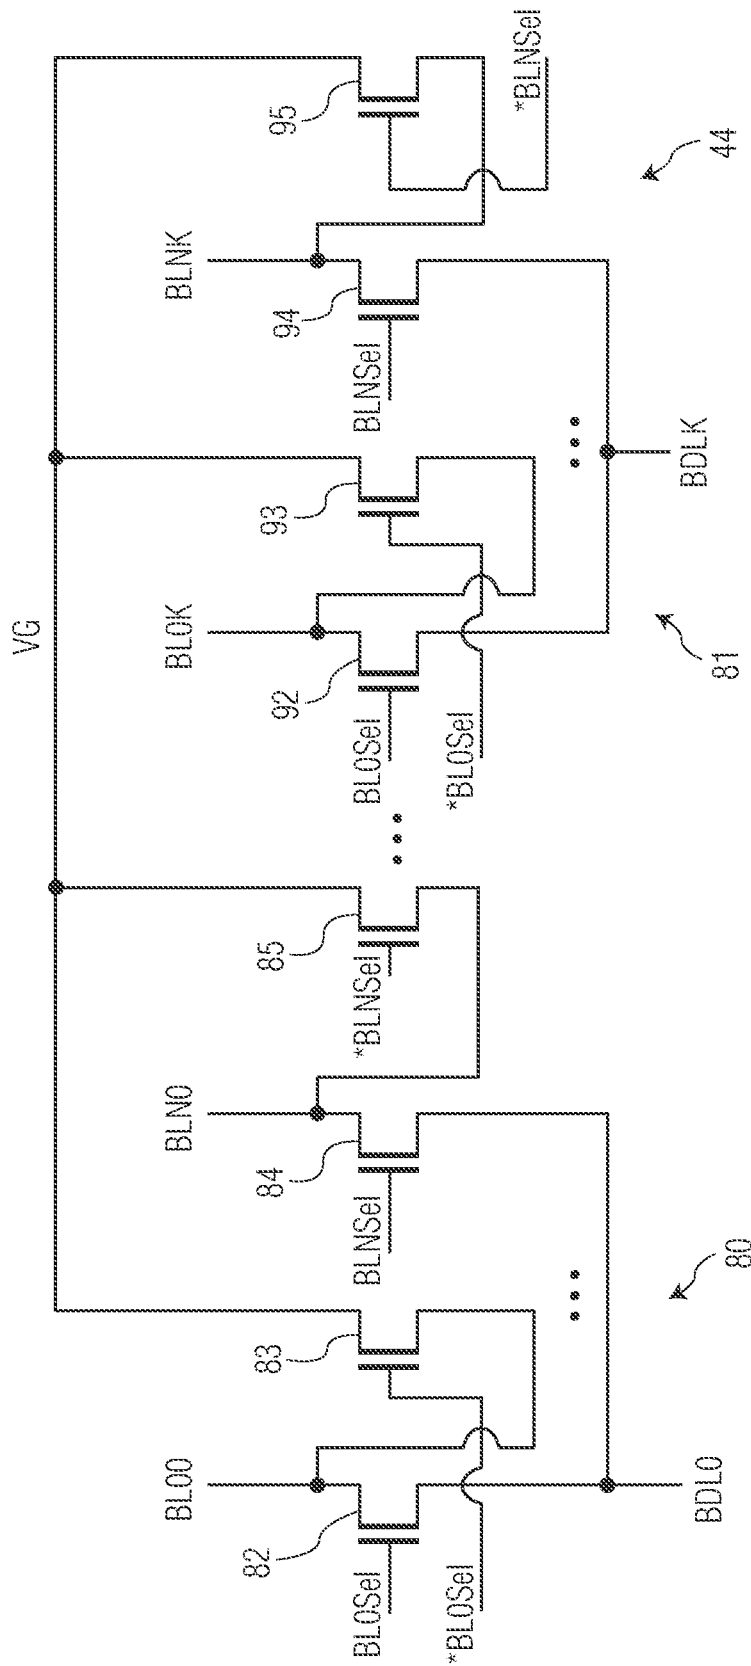 VG
BL00
BLN0
BL0K
BLNK
82
83
84
85
92
93
94
95
BL0Sel
*BL0Sel
BLNSel
*BLNSel
BL0Sel
*BL0Sel
BLNSel
*BLNSel
BDL0
BDLK
80
81
44